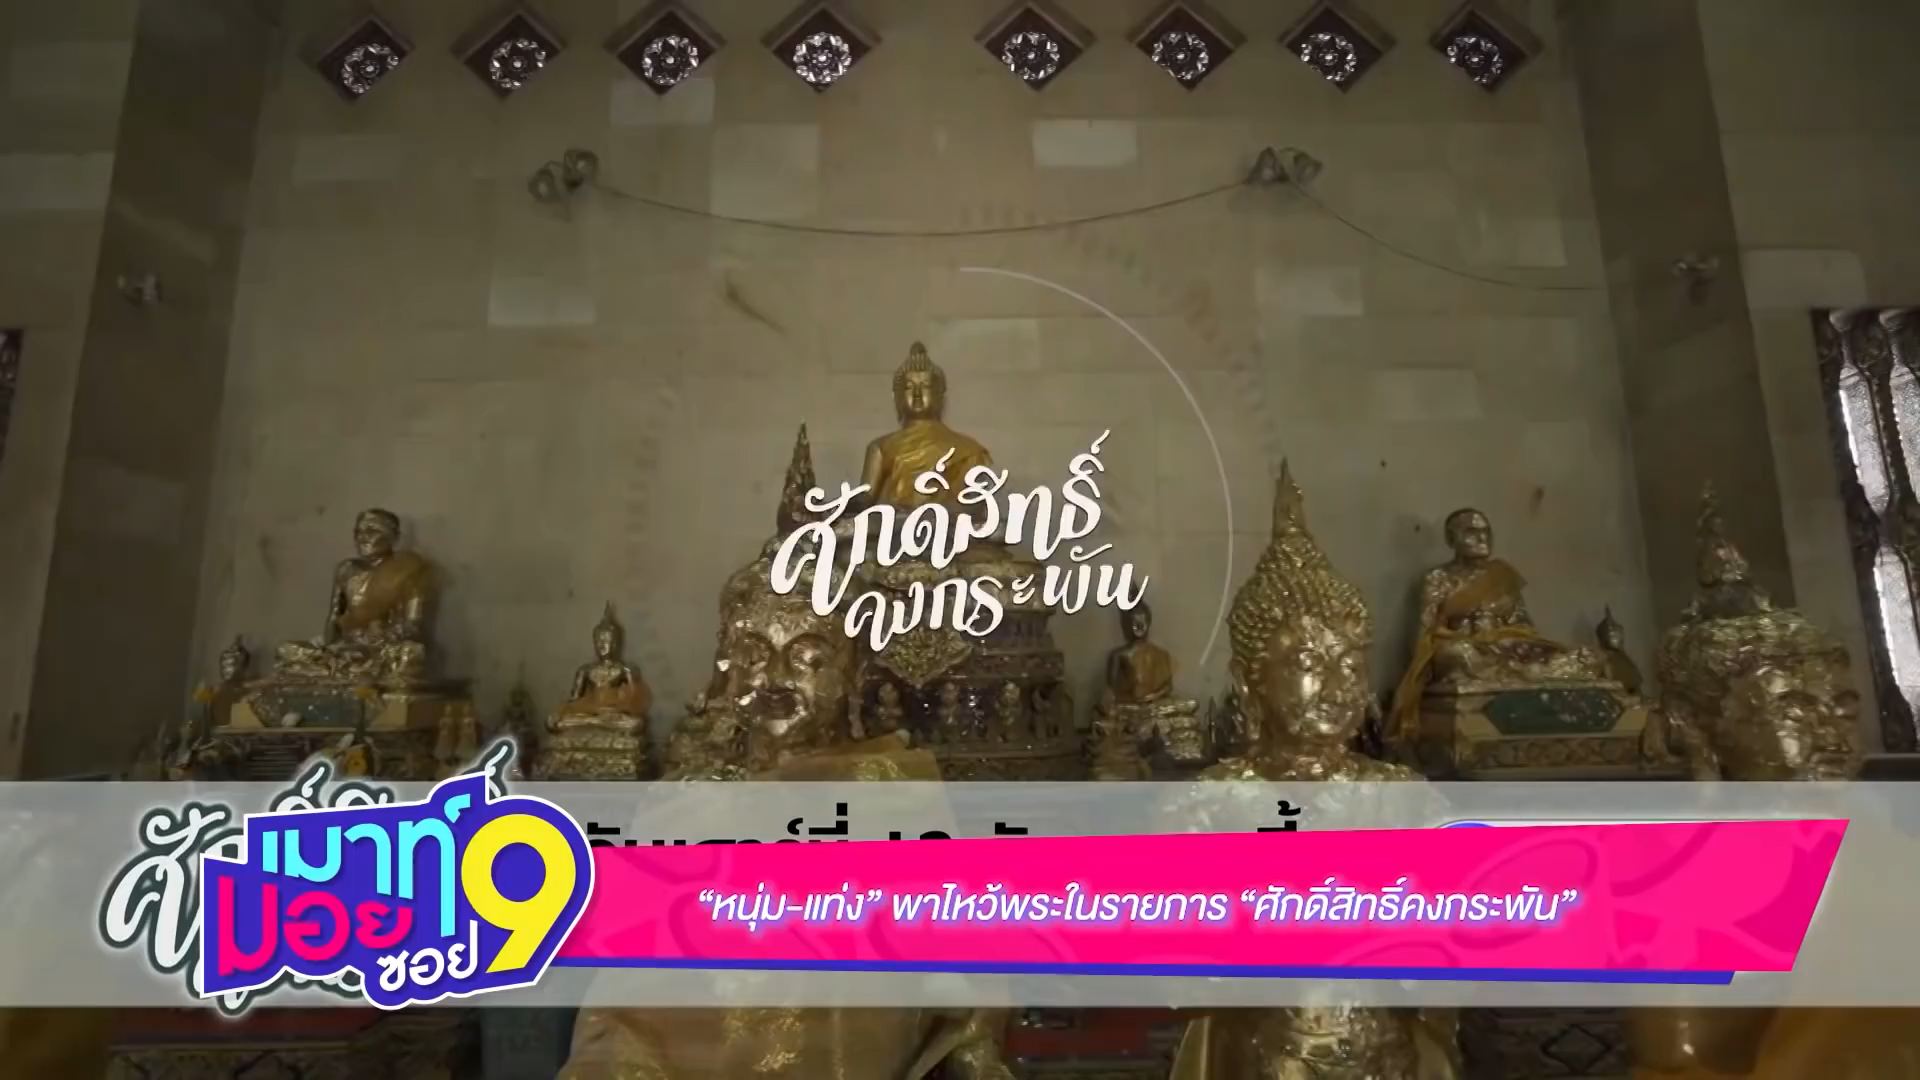 ศักดิ์สิทธิ์
คงกระพัน
เมาท์
มอย
ซอย 9
“หนุ่ม-แท่ง” พาไหว้พระในรายการ “ศักดิ์สิทธิ์คงกระพัน”